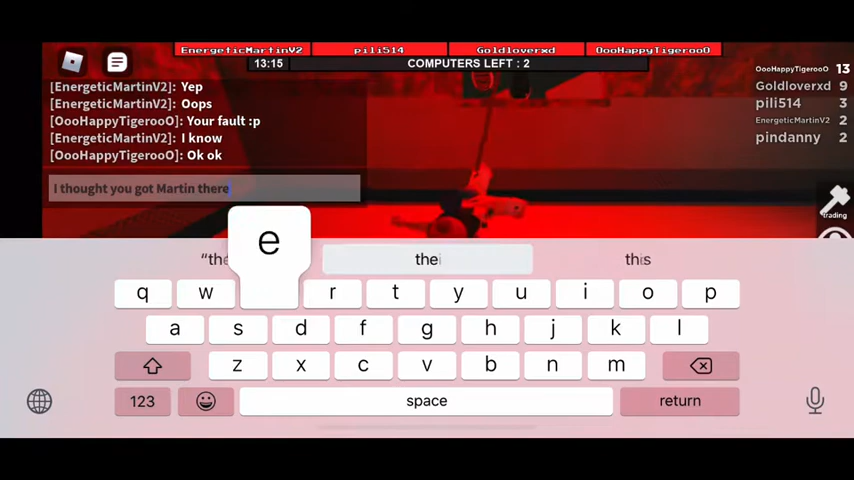 EnergeticMartinV2 pili514 Goldloverxd OooHappyTigerooO
13:15 COMPUTERS LEFT : 2
OooHappyTigerooO 13
Goldloverxd 9
pili514 3
EnergeticMartinV2 2
pindanny 2
[EnergeticMartinV2]: Yep
[EnergeticMartinV2]: Oops
[OooHappyTigerooO]: Your fault :p
[EnergeticMartinV2]: I know
[OooHappyTigerooO]: Ok ok
I thought you got Martin there
trading
e
“the the this
q w r t y u i o p
a s d f g h j k l
z x c v b n m
123 space return